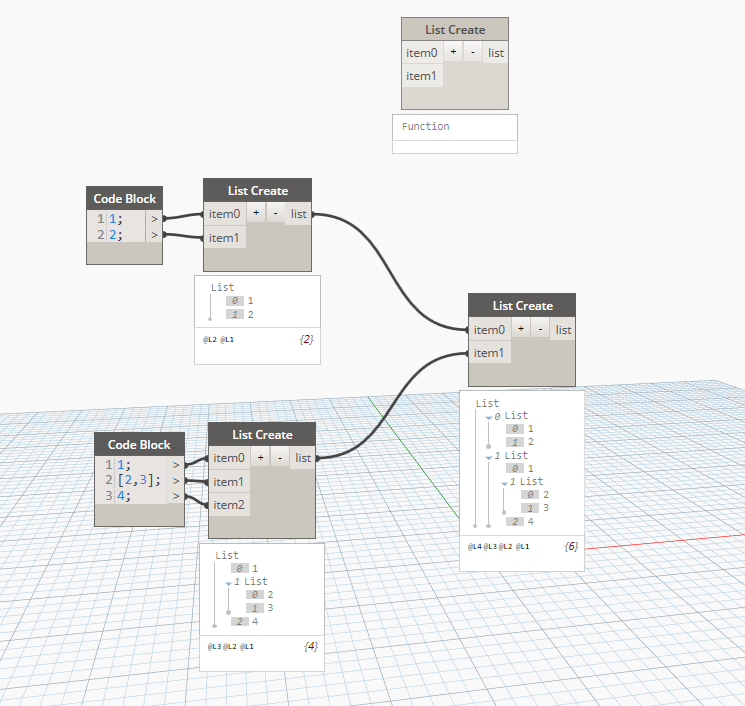 List Create
item0 + - list
item1
Function
Code Block
1 1; >
2 2; >
List Create
item0 + - list
item1
List
0 1
1 2
@L2 @L1 {2}
List Create
item0 + - list
item1
List
0 List
0 1
1 2
1 List
0 1
1 List
0 2
1 3
2 4
@L4 @L3 @L2 @L1 {6}
Code Block
1 1; >
2 [2,3]; >
3 4; >
List Create
item0 + - list
item1
item2
List
0 1
1 List
0 2
1 3
2 4
@L3 @L2 @L1 {4}